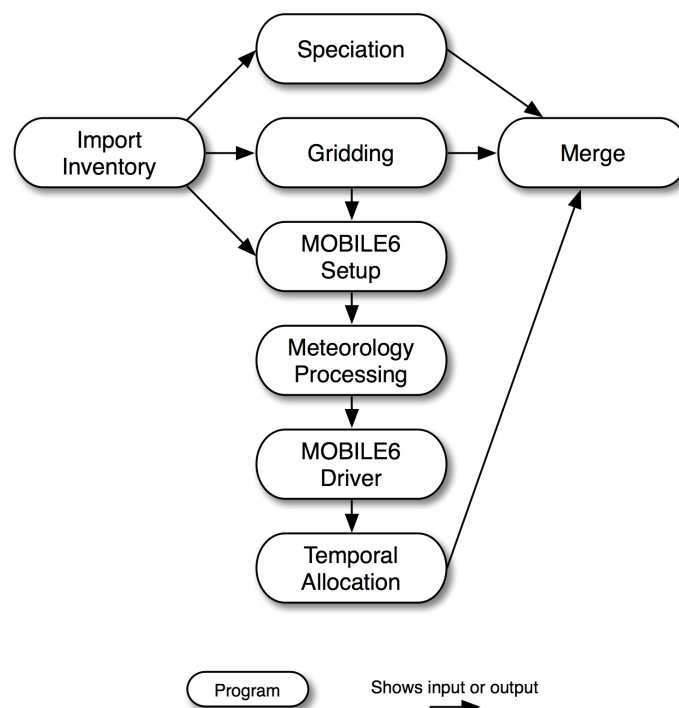 Speciation
Import
Inventory
Gridding
Merge
MOBILE6
Setup
Meteorology
Processing
MOBILE6
Driver
Temporal
Allocation
Program
Shows input or output